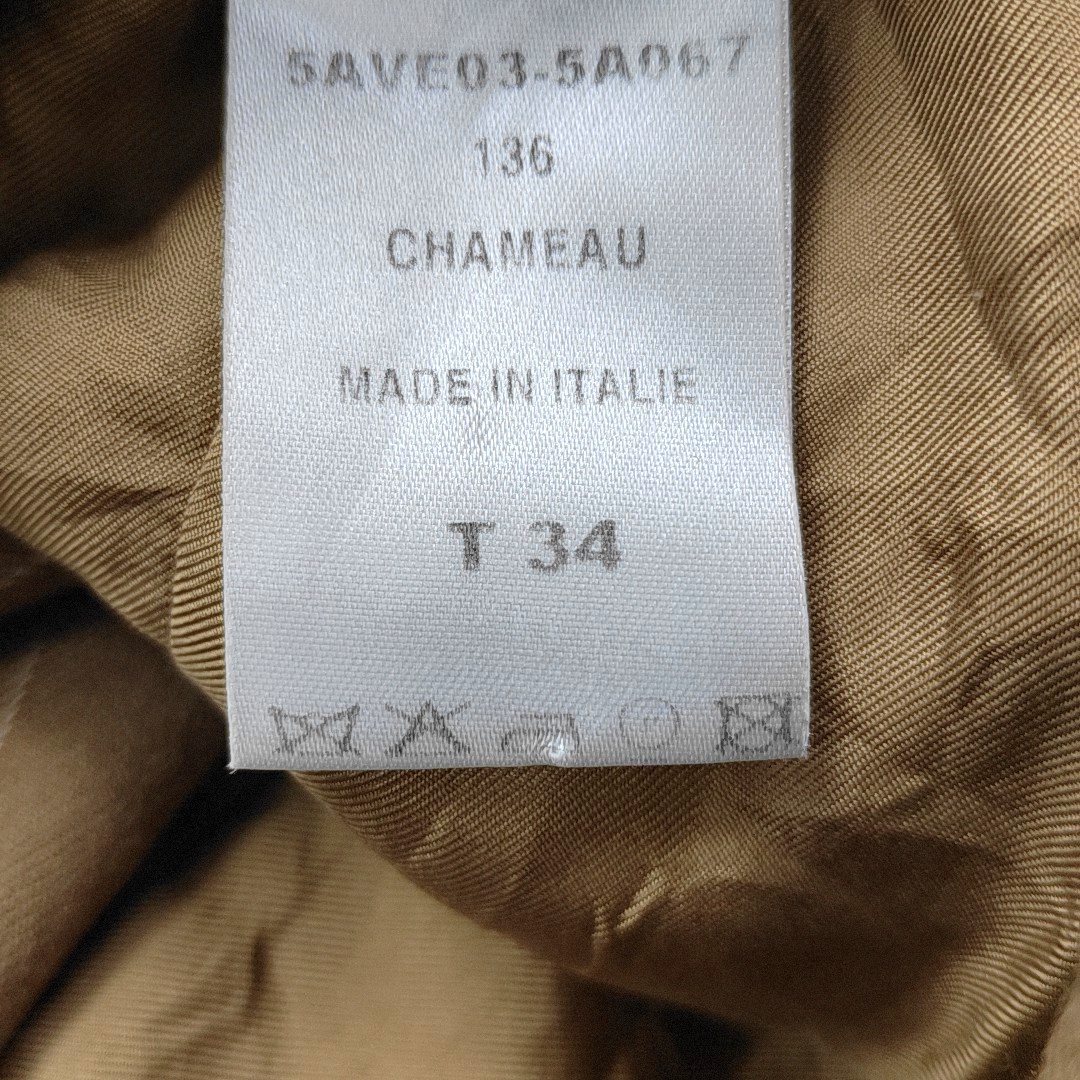 5AVE03-5A067
136
CHAMEAU
MADE IN ITALIE
T 34